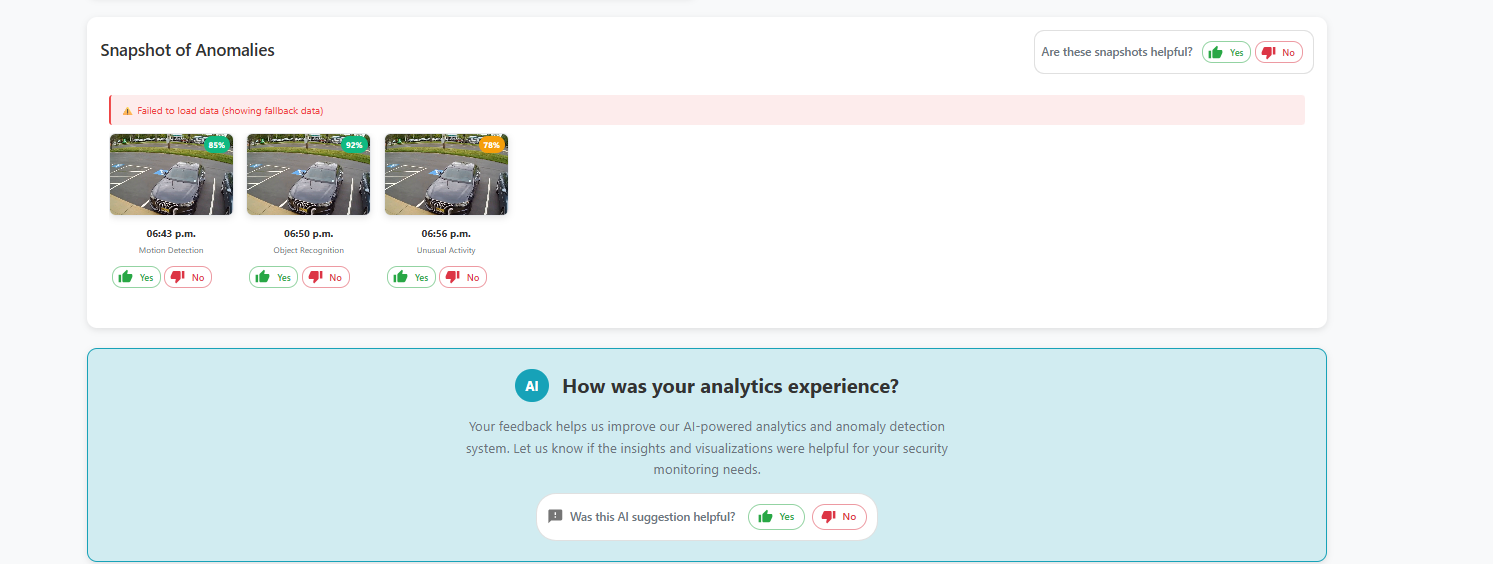 Snapshot of Anomalies
Are these snapshots helpful? Yes No
Failed to load data (showing fallback data)
85% 92% 78%
06:43 p.m. 06:50 p.m. 06:56 p.m.
Motion Detection Object Recognition Unusual Activity
Yes No Yes No Yes No
AI How was your analytics experience?
Your feedback helps us improve our AI-powered analytics and anomaly detection
system. Let us know if the insights and visualizations were helpful for your security
monitoring needs.
Was this AI suggestion helpful? Yes No